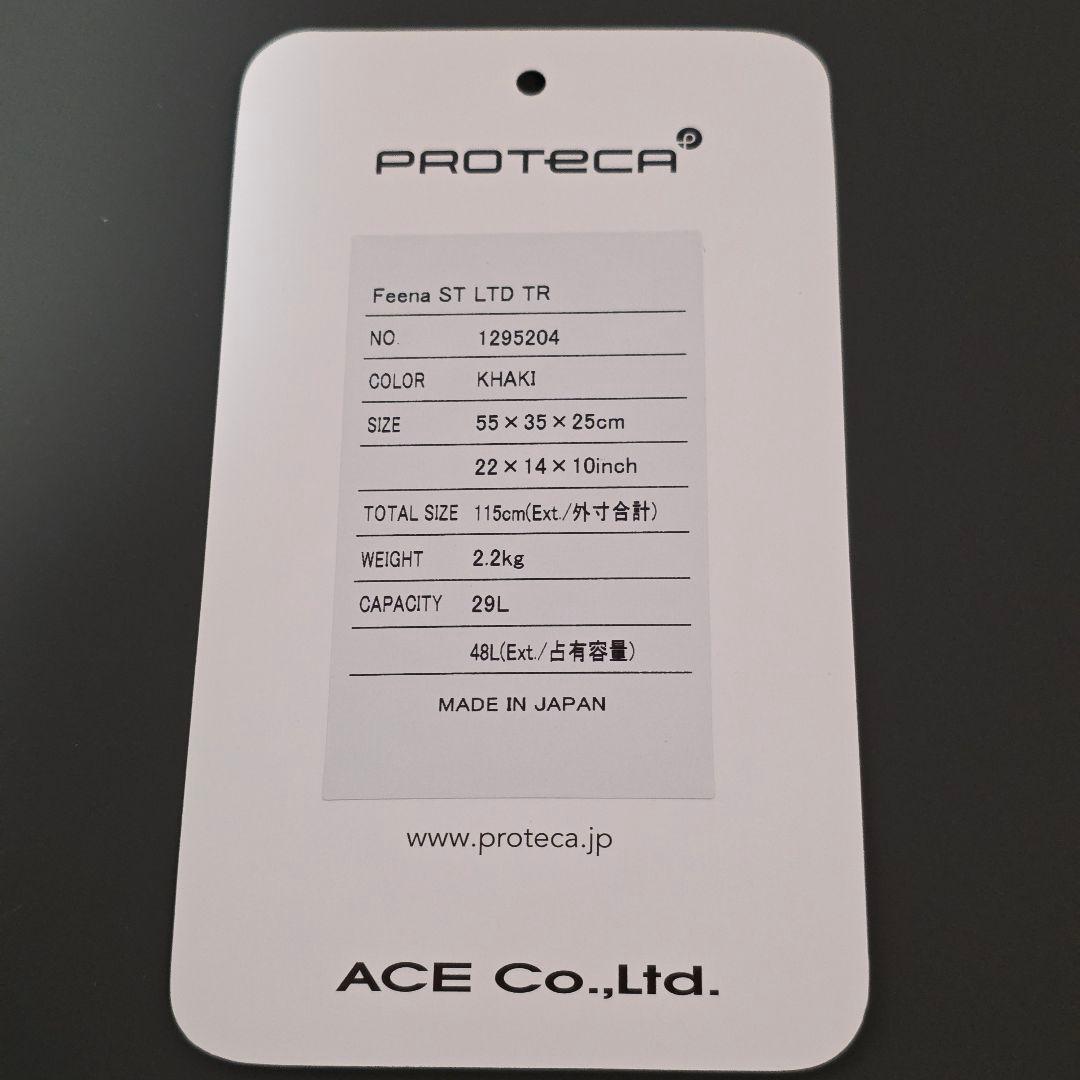 PROTeCA
Feena ST LTD TR
NO. 1295204
COLOR KHAKI
SIZE 55×35×25cm
22×14×10inch
TOTAL SIZE 115cm(Ext./外寸合計)
WEIGHT 2.2kg
CAPACITY 29L
48L(Ext./占有容量)
MADE IN JAPAN
www.proteca.jp
ACE Co.,Ltd.